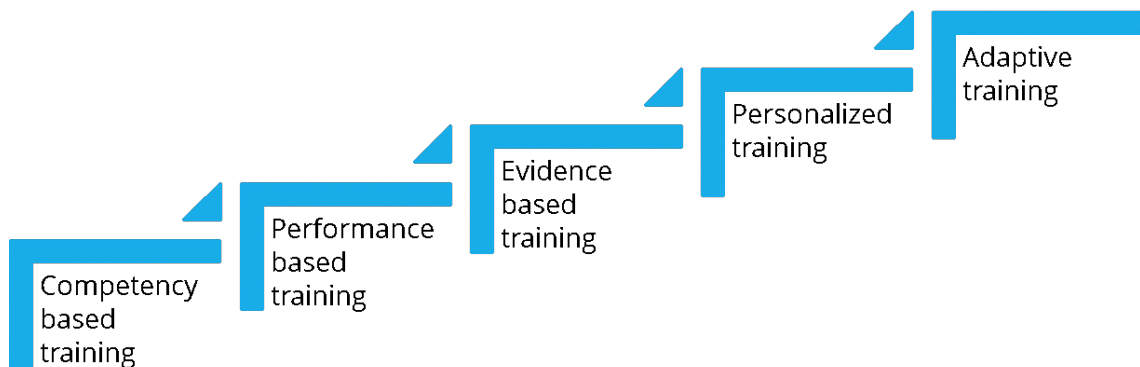 Competency
based
training
Performance
based
training
Evidence
based
training
Personalized
training
Adaptive
training